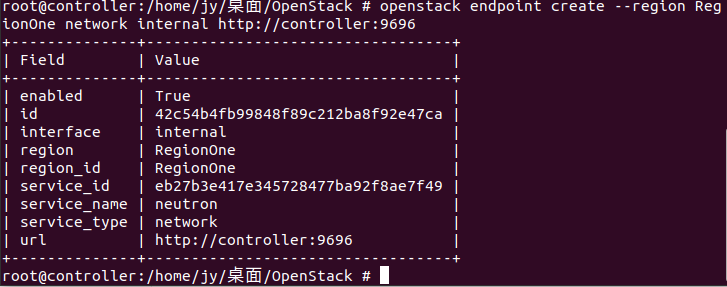 root@controller:/home/jy/桌面/OpenStack # openstack endpoint create --region Reg
ionOne network internal http://controller:9696
+--------------+----------------------------------+
| Field        | Value                            |
+--------------+----------------------------------+
| enabled      | True                             |
| id           | 42c54b4fb99848f89c212ba8f92e47ca |
| interface    | internal                         |
| region       | RegionOne                        |
| region_id    | RegionOne                        |
| service_id   | eb27b3e417e345728477ba92f8ae7f49 |
| service_name | neutron                          |
| service_type | network                          |
| url          | http://controller:9696           |
+--------------+----------------------------------+
root@controller:/home/jy/桌面/OpenStack #